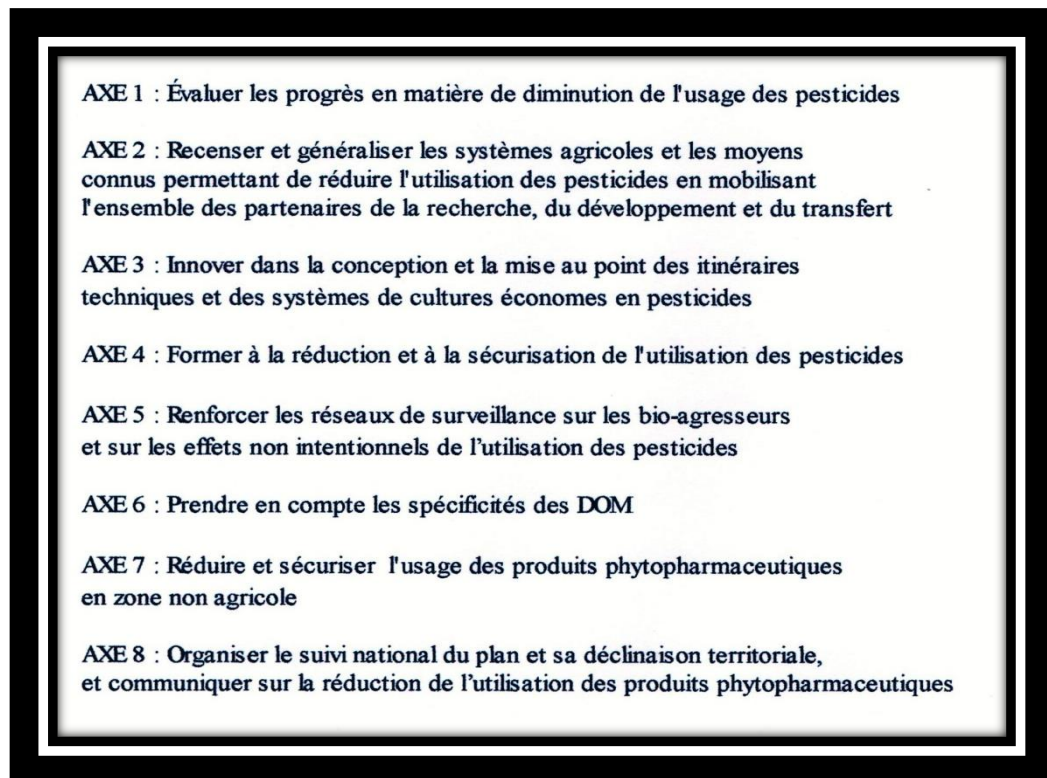 AXE 1 : Évaluer les progrès en matière de diminution de l'usage des pesticides
AXE 2 : Recenser et généraliser les systèmes agricoles et les moyens
connus permettant de réduire l'utilisation des pesticides en mobilisant
l'ensemble des partenaires de la recherche, du développement et du transfert
AXE 3 : Innover dans la conception et la mise au point des itinéraires
techniques et des systèmes de cultures économes en pesticides
AXE 4 : Former à la réduction et à la sécurisation de l'utilisation des pesticides
AXE 5 : Renforcer les réseaux de surveillance sur les bio-agresseurs
et sur les effets non intentionnels de l'utilisation des pesticides
AXE 6 : Prendre en compte les spécificités des DOM
AXE 7 : Réduire et sécuriser l'usage des produits phytopharmaceutiques
en zone non agricole
AXE 8 : Organiser le suivi national du plan et sa déclinaison territoriale,
et communiquer sur la réduction de l'utilisation des produits phytopharmaceutiques